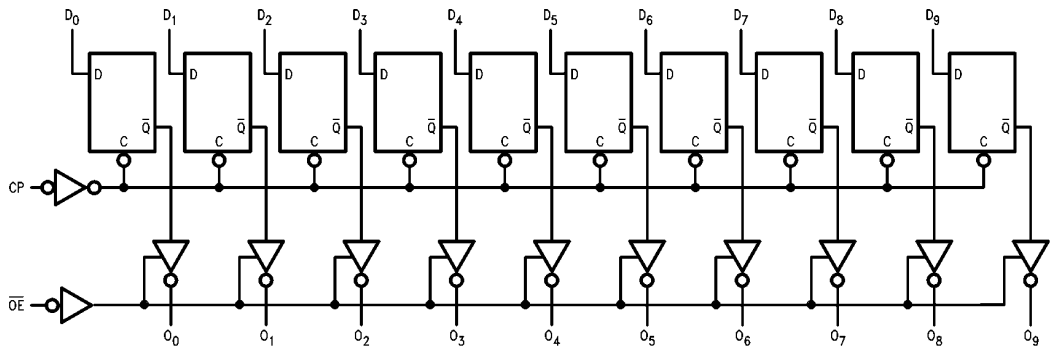 D₀ D₁ D₂ D₃ D₄ D₅ D₆ D₇ D₈ D₉
D D D D D D D D D D
Q̅ Q̅ Q̅ Q̅ Q̅ Q̅ Q̅ Q̅ Q̅ Q̅
C C C C C C C C C C
CP
O̅E̅
O₀ O₁ O₂ O₃ O₄ O₅ O₆ O₇ O₈ O₉